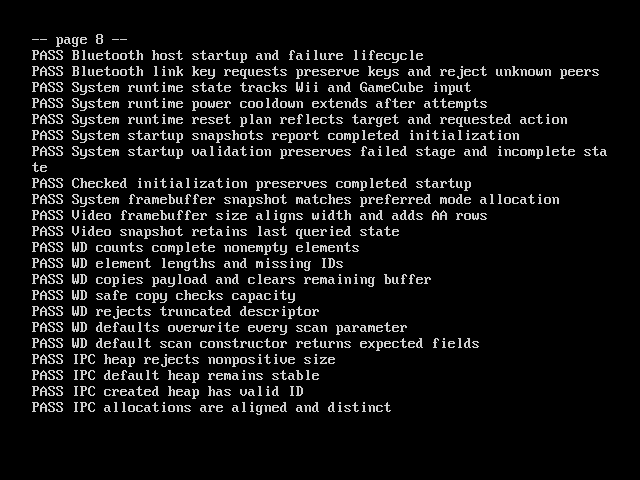 -- page 8 --
PASS Bluetooth host startup and failure lifecycle
PASS Bluetooth link key requests preserve keys and reject unknown peers
PASS System runtime state tracks Wii and GameCube input
PASS System runtime power cooldown extends after attempts
PASS System runtime reset plan reflects target and requested action
PASS System startup snapshots report completed initialization
PASS System startup validation preserves failed stage and incomplete sta
te
PASS Checked initialization preserves completed startup
PASS System framebuffer snapshot matches preferred mode allocation
PASS Video framebuffer size aligns width and adds AA rows
PASS Video snapshot retains last queried state
PASS WD counts complete nonempty elements
PASS WD element lengths and missing IDs
PASS WD copies payload and clears remaining buffer
PASS WD safe copy checks capacity
PASS WD rejects truncated descriptor
PASS WD defaults overwrite every scan parameter
PASS WD default scan constructor returns expected fields
PASS IPC heap rejects nonpositive size
PASS IPC default heap remains stable
PASS IPC created heap has valid ID
PASS IPC allocations are aligned and distinct